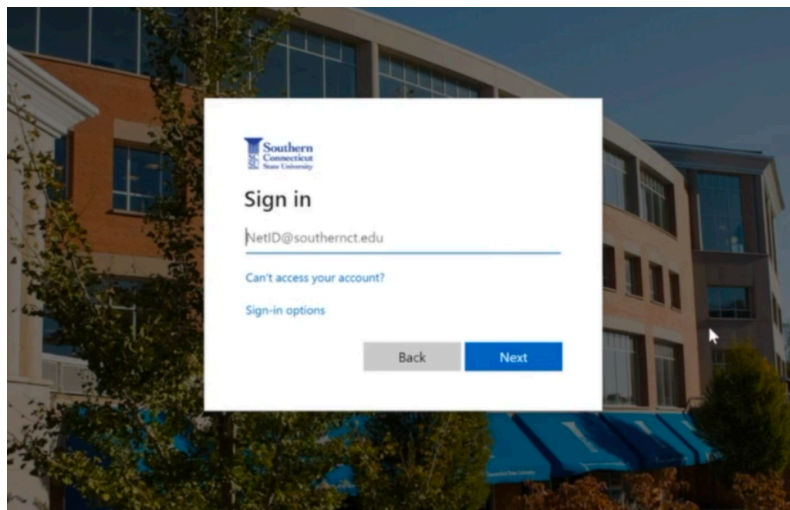 Southern
Connecticut
State University
Sign in
NetID@southernct.edu
Can't access your account?
Sign-in options
Back
Next